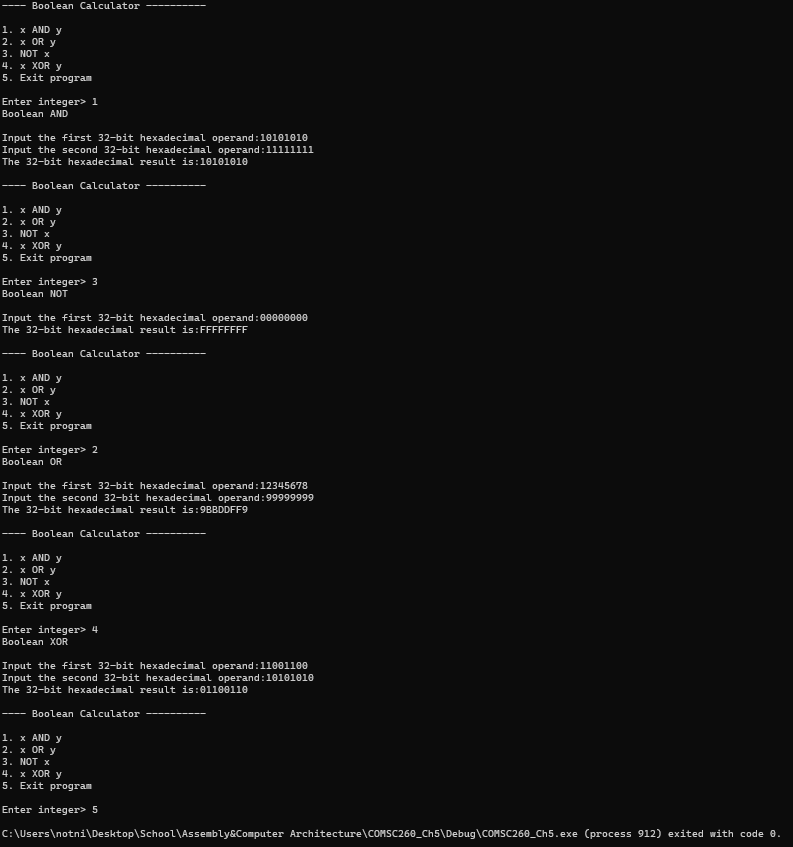 ---- Boolean Calculator ----------
1. x AND y
2. x OR y
3. NOT x
4. x XOR y
5. Exit program
Enter integer> 1
Boolean AND
Input the first 32-bit hexadecimal operand:10101010
Input the second 32-bit hexadecimal operand:11111111
The 32-bit hexadecimal result is:10101010
---- Boolean Calculator ----------
1. x AND y
2. x OR y
3. NOT x
4. x XOR y
5. Exit program
Enter integer> 3
Boolean NOT
Input the first 32-bit hexadecimal operand:00000000
The 32-bit hexadecimal result is:FFFFFFFF
---- Boolean Calculator ----------
1. x AND y
2. x OR y
3. NOT x
4. x XOR y
5. Exit program
Enter integer> 2
Boolean OR
Input the first 32-bit hexadecimal operand:12345678
Input the second 32-bit hexadecimal operand:99999999
The 32-bit hexadecimal result is:9BBDDFF9
---- Boolean Calculator ----------
1. x AND y
2. x OR y
3. NOT x
4. x XOR y
5. Exit program
Enter integer> 4
Boolean XOR
Input the first 32-bit hexadecimal operand:11001100
Input the second 32-bit hexadecimal operand:10101010
The 32-bit hexadecimal result is:01100110
---- Boolean Calculator ----------
1. x AND y
2. x OR y
3. NOT x
4. x XOR y
5. Exit program
Enter integer> 5
C:\Users\notni\Desktop\School\Assembly&Computer Architecture\COMSC260_Ch5\Debug\COMSC260_Ch5.exe (process 912) exited with code 0.